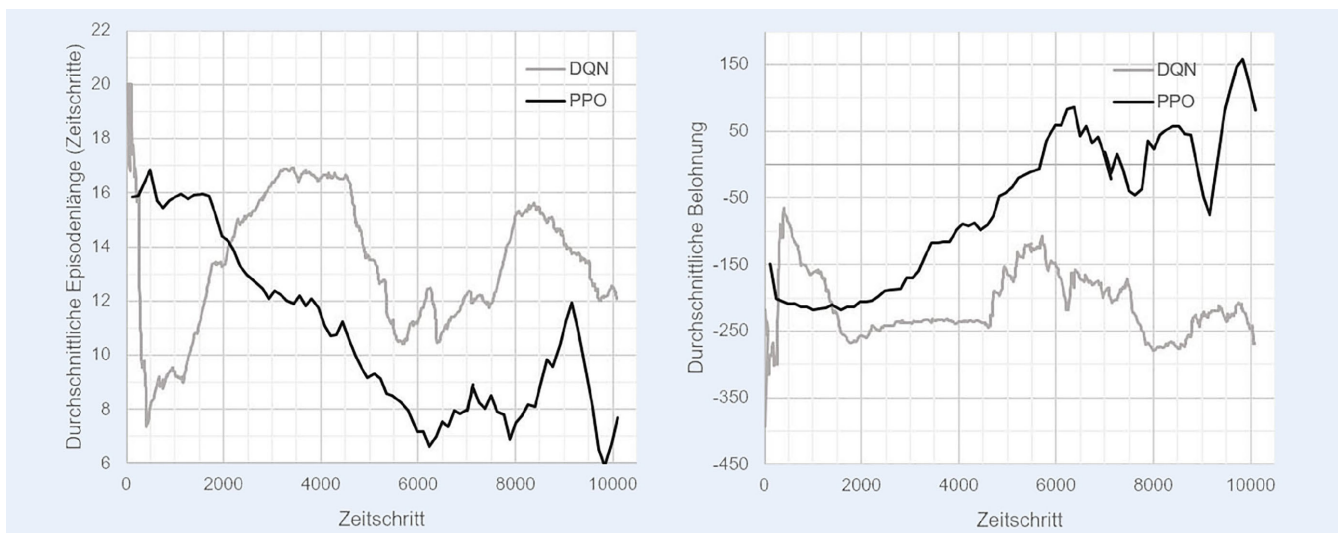 Durchschnittliche Episodenlänge (Zeitschritte)
22
20
18
16
14
12
10
8
6
0 2000 4000 6000 8000 10000
Zeitschritt
DQN
PPO
Durchschnittliche Belohnung
150
50
-50
-150
-250
-350
-450
0 2000 4000 6000 8000 10000
Zeitschritt
DQN
PPO